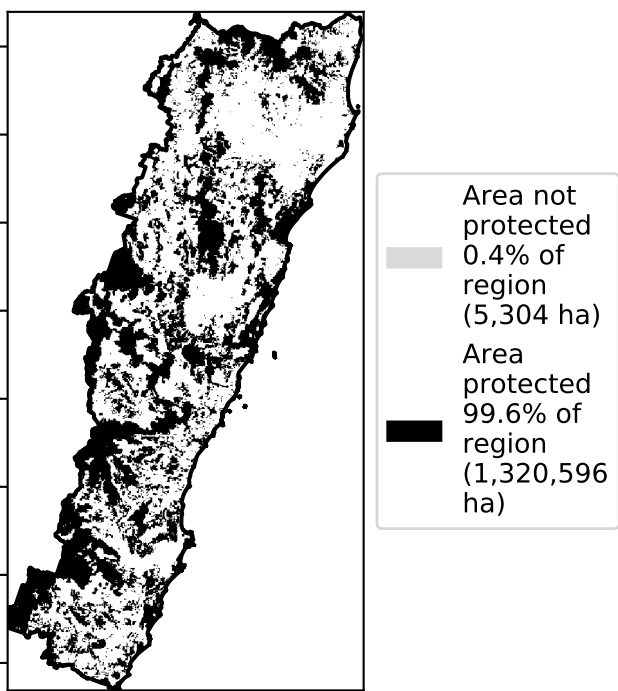 Area not
protected
0.4% of
region
(5,304 ha)
Area
protected
99.6% of
region
(1,320,596
ha)